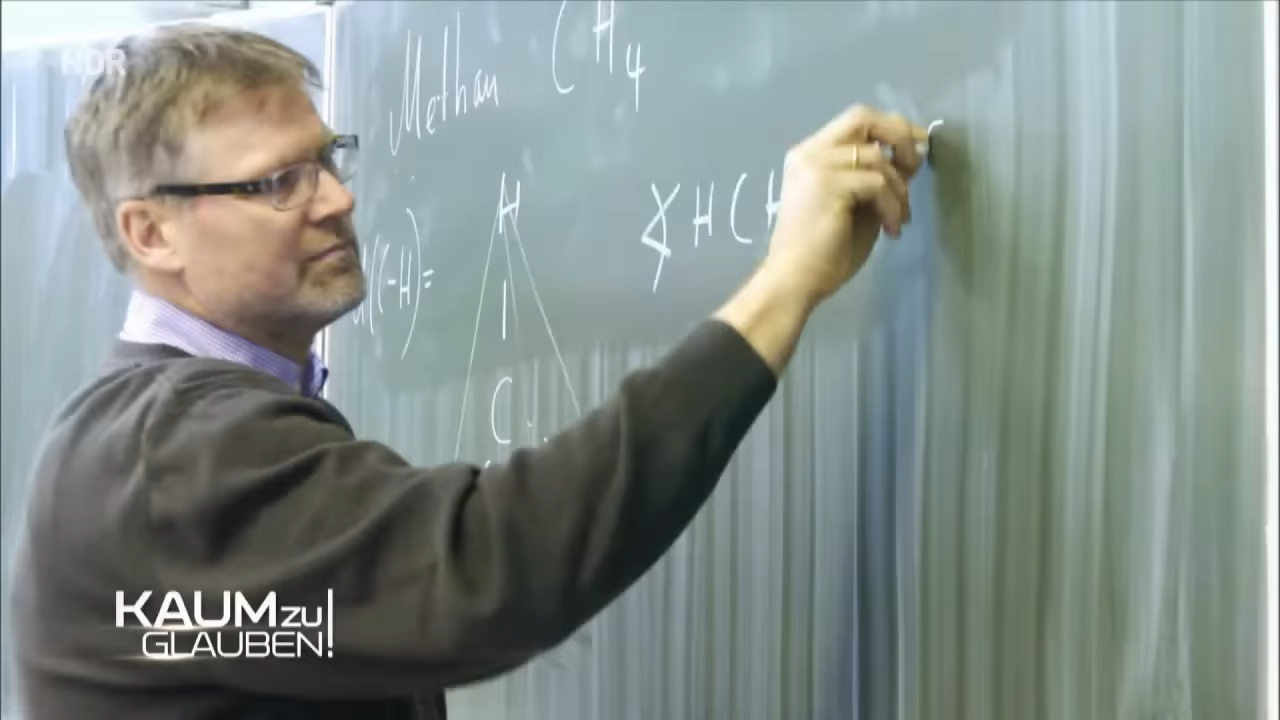 NDR
Methan CH₄
(C-H)=
H
∢ HCH
C
KAUM ZU
GLAUBEN!